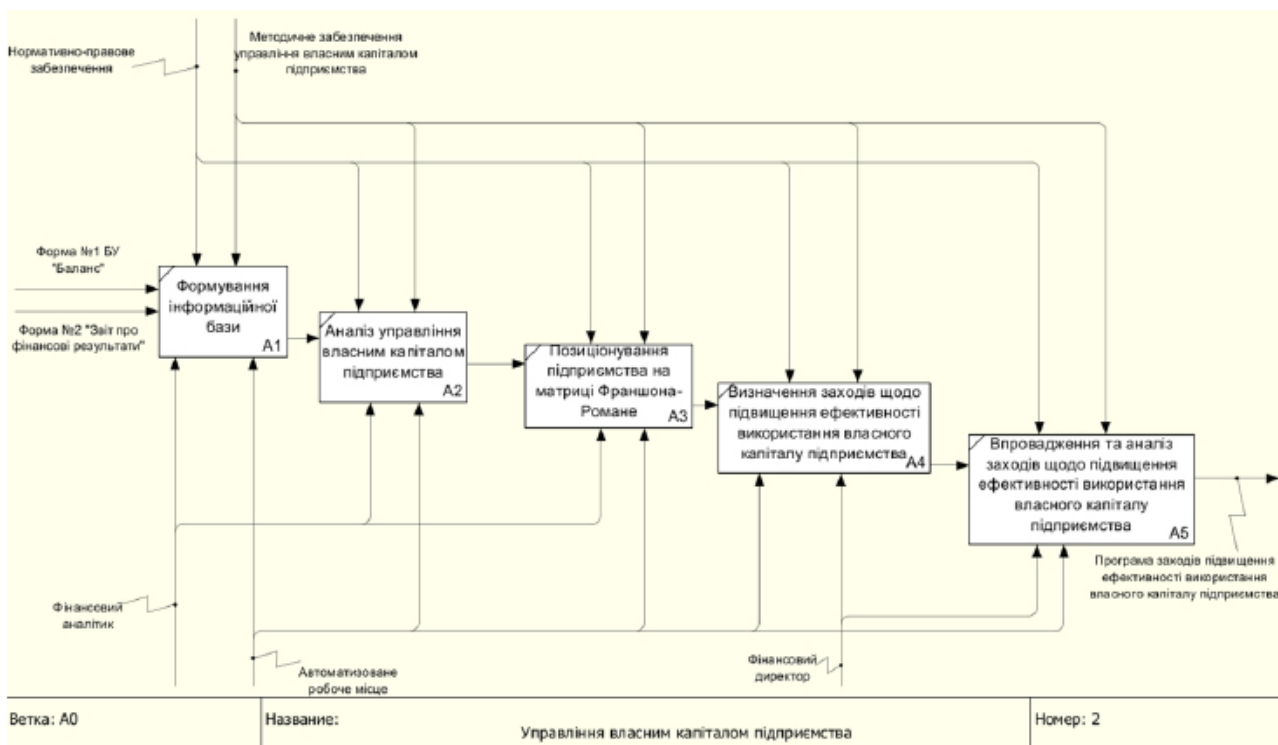 Нормативно-правове
забезпечення
Методичне забезпечення
управління власним капіталом
підприємства
Форма №1 БУ
"Баланс"
Форма №2 "Звіт про
фінансові результати"
Формування
інформаційної
бази
A1
Аналіз управління
власним капіталом
підприємства
A2
Позиціонування
підприємства на
матриці Франшона-
Романе
A3
Визначення заходів щодо
підвищення ефективності
використання власного
капіталу підприємства
A4
Впровадження та аналіз
заходів щодо підвищення
ефективності використання
власного капіталу
підприємства
A5
Програма заходів підвищення
ефективності використання
власного капіталу підприємства
Фінансовий
аналітик
Автоматизоване
робоче місце
Фінансовий
директор
Ветка: A0
Название:
Управління власним капіталом підприємства
Номер: 2